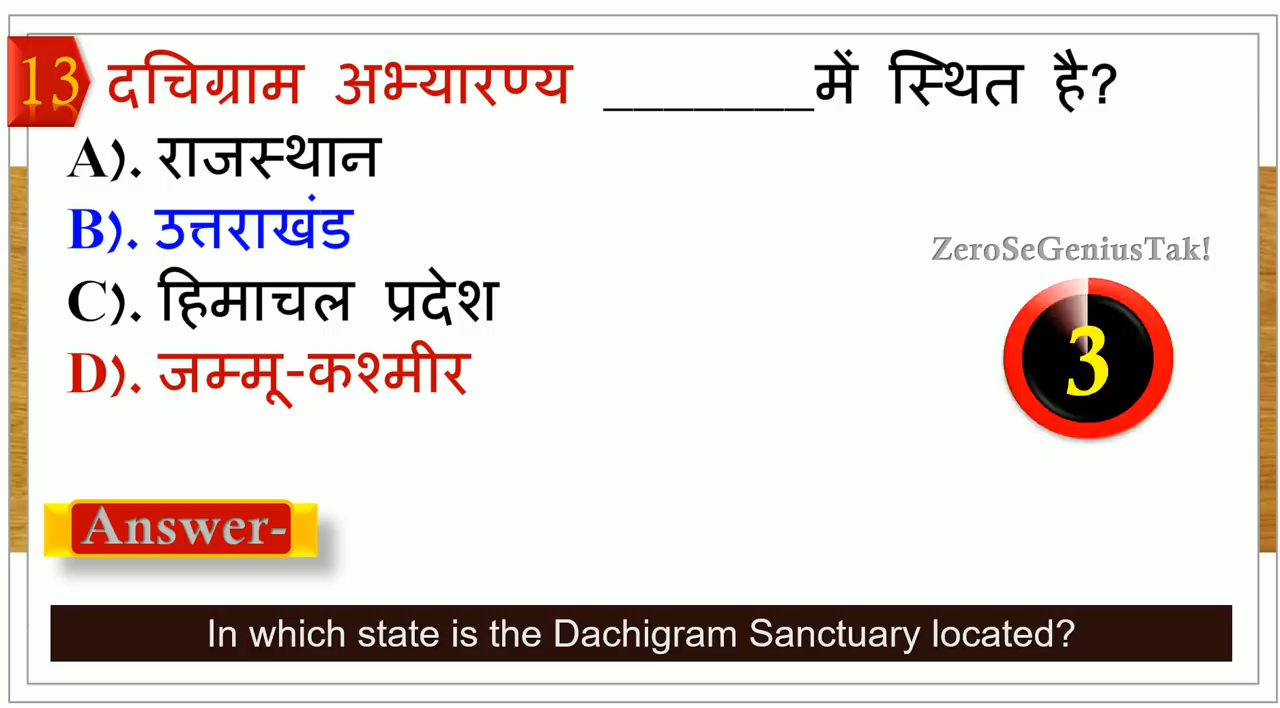 13 दचिग्राम अभ्यारण्य _______में स्थित है?
A). राजस्थान
B). उत्तराखंड
C). हिमाचल प्रदेश
D). जम्मू-कश्मीर
ZeroSeGeniusTak!
3
Answer-
In which state is the Dachigram Sanctuary located?